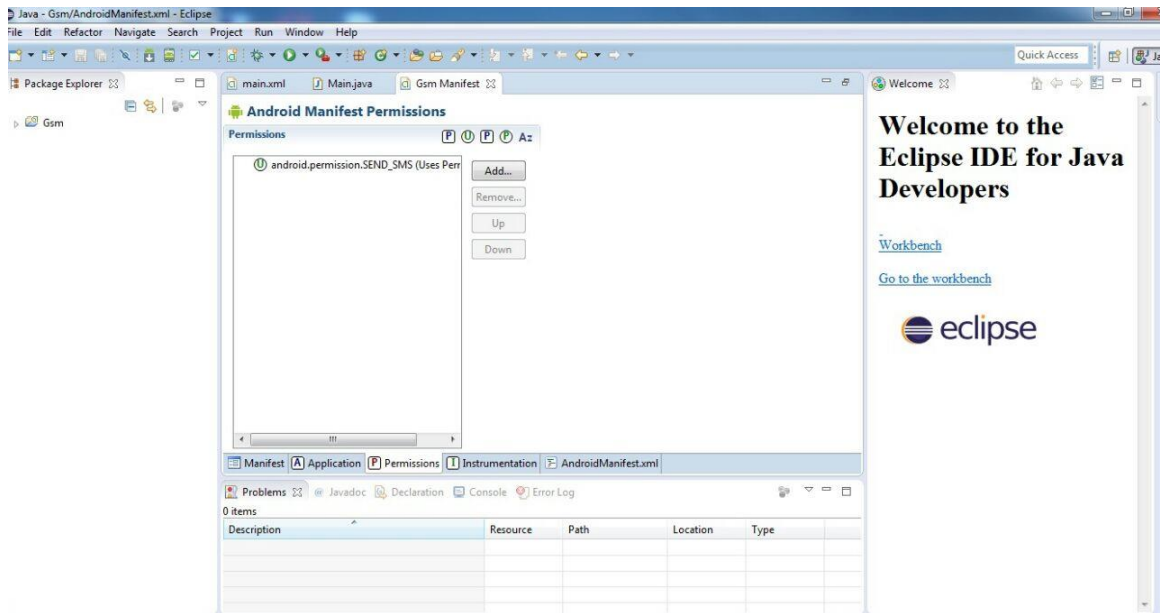 Java - Gsm/AndroidManifest.xml - Eclipse
File Edit Refactor Navigate Search Project Run Window Help
Quick Access
Package Explorer
Gsm
main.xml Main.java Gsm Manifest
Android Manifest Permissions
Permissions
P U P P Az
U android.permission.SEND_SMS (Uses Perr
Add...
Remove...
Up
Down
Manifest A Application P Permissions I Instrumentation AndroidManifest.xml
Problems @ Javadoc Declaration Console Error Log
0 items
Description Resource Path Location Type
Welcome
Welcome to the
Eclipse IDE for Java
Developers
Workbench
Go to the workbench
eclipse